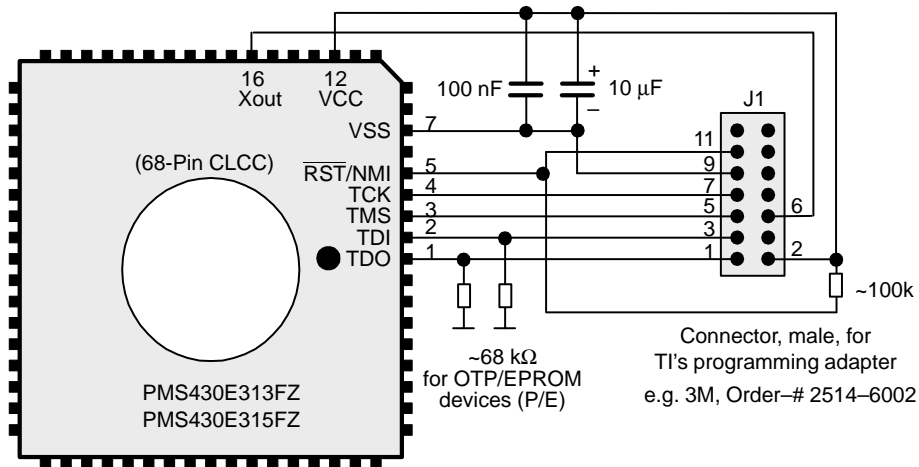 16
Xout
12
VCC
100 nF
+
10 μF
–
J1
VSS
7
11
(68-Pin CLCC)
R̅S̅T̅/NMI
5
9
TCK
4
7
TMS
3
5
6
TDI
2
3
TDO
1
1
2
~100k
~68 kΩ
for OTP/EPROM
devices (P/E)
Connector, male, for
TI's programming adapter
e.g. 3M, Order–# 2514–6002
PMS430E313FZ
PMS430E315FZ